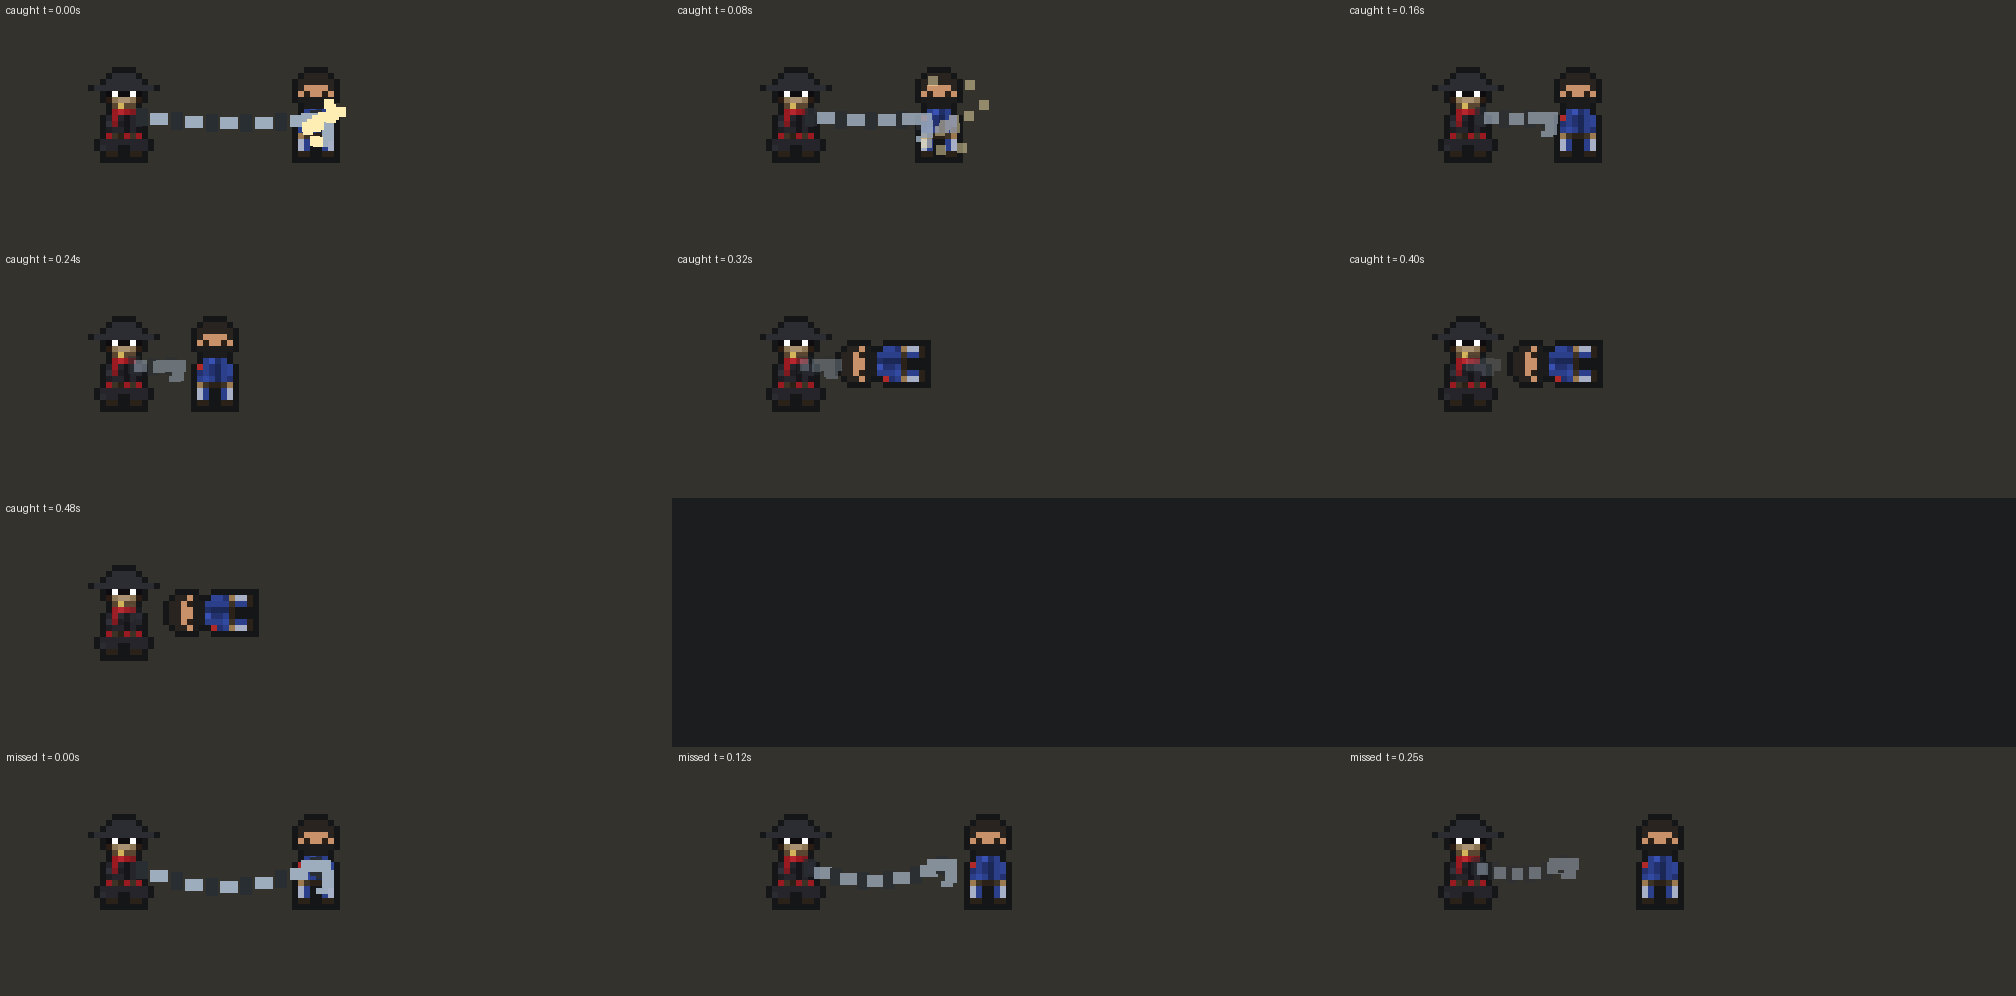 caught t = 0.00s
caught t = 0.08s
caught t = 0.16s
caught t = 0.24s
caught t = 0.32s
caught t = 0.40s
caught t = 0.48s
missed t = 0.00s
missed t = 0.12s
missed t = 0.25s